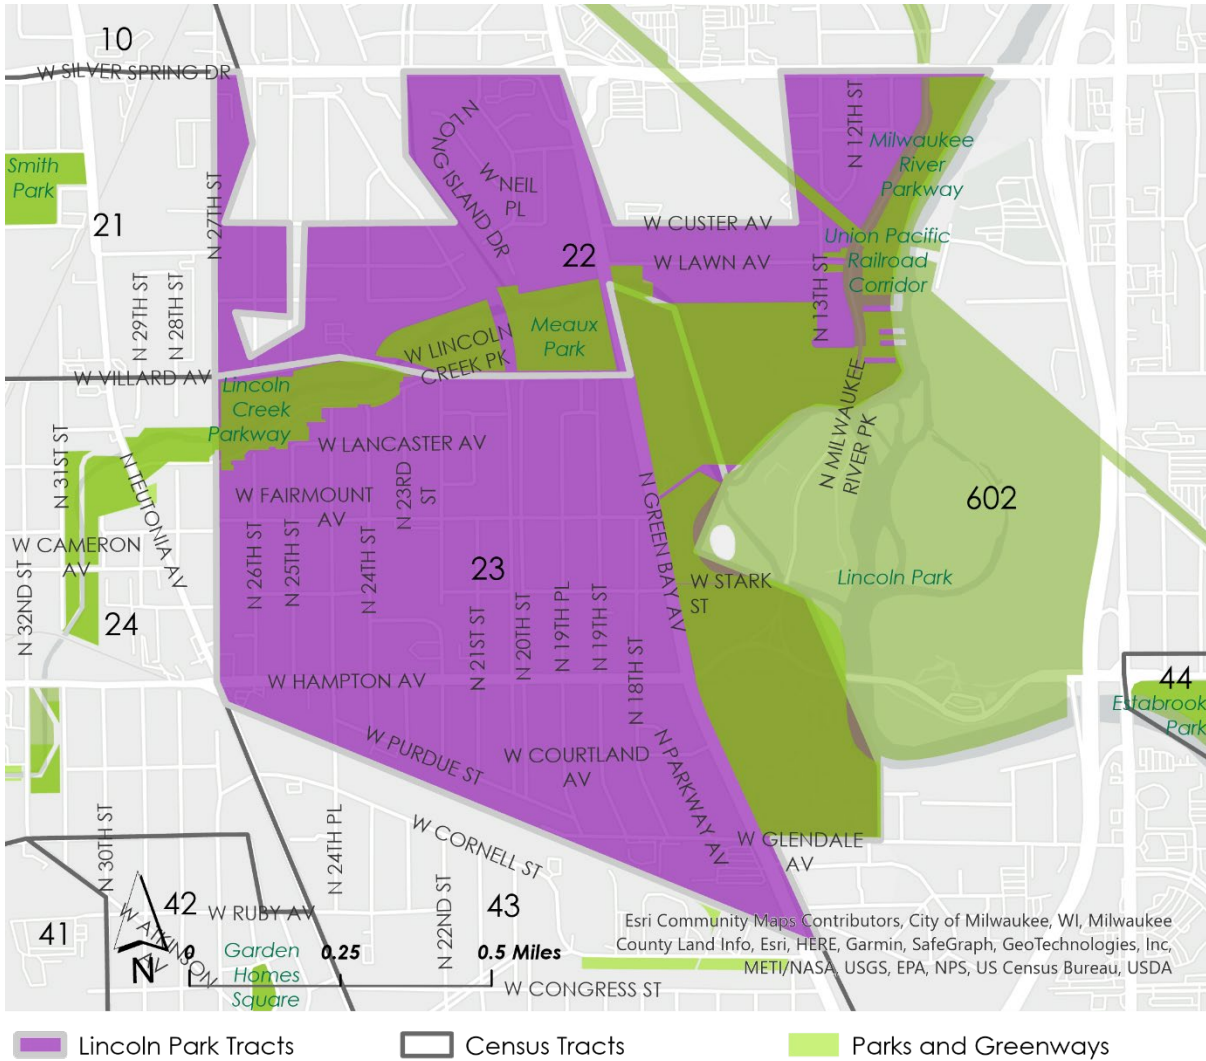 10
W SILVER SPRING DR
Smith
Park
21
N 27TH ST
N LONG ISLAND DR
W NEIL
PL
N 12TH ST
Milwaukee
River
Parkway
W CUSTER AV
22
W LAWN AV
Union Pacific
Railroad
Corridor
N 13TH ST
N 29TH ST
N 28TH ST
Meaux
Park
W LINCOLN
CREEK PK
W VILLARD AV
Lincoln
Creek
Parkway
N MILWAUKEE
RIVER PK
N 31ST ST
N TEUTONIA AV
W LANCASTER AV
W FAIRMOUNT
AV
N 23RD
ST
N GREEN BAY AV
602
W CAMERON
AV
N 26TH ST
N 25TH ST
N 24TH ST
23
Lincoln Park
W STARK
ST
N 32ND ST
24
N 21ST ST
N 20TH ST
N 19TH PL
N 19TH ST
N 18TH ST
W HAMPTON AV
44
Estabrook
Park
W PURDUE ST
W COURTLAND
AV
N PARKWAY AV
N 30TH ST
N 24TH PL
W CORNELL ST
W GLENDALE
AV
42
W RUBY AV
N 22ND ST
43
41
W ATKINSON
AV
Garden
Homes
Square
N
0 0.25 0.5 Miles
W CONGRESS ST
Esri Community Maps Contributors, City of Milwaukee, WI, Milwaukee
County Land Info, Esri, HERE, Garmin, SafeGraph, GeoTechnologies, Inc,
METI/NASA, USGS, EPA, NPS, US Census Bureau, USDA
Lincoln Park Tracts
Census Tracts
Parks and Greenways